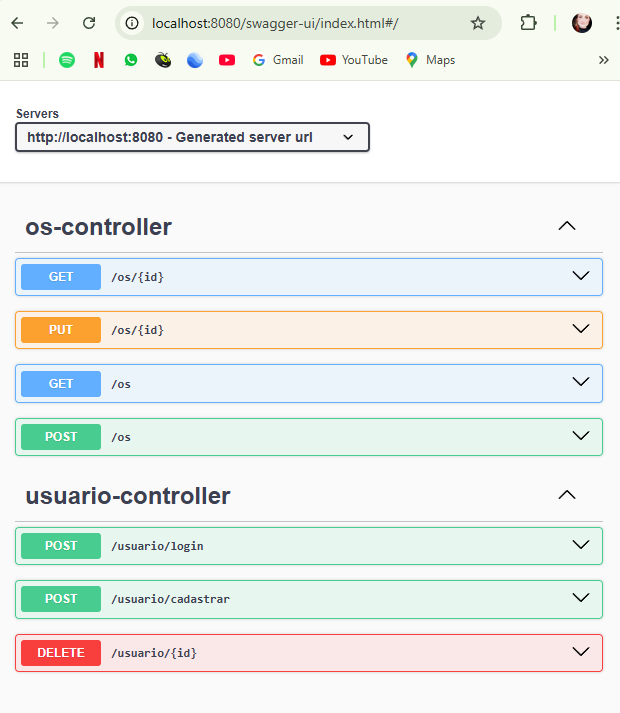 localhost:8080/swagger-ui/index.html#/
Gmail YouTube Maps
Servers
http://localhost:8080 - Generated server url
os-controller
GET /os/{id}
PUT /os/{id}
GET /os
POST /os
usuario-controller
POST /usuario/login
POST /usuario/cadastrar
DELETE /usuario/{id}